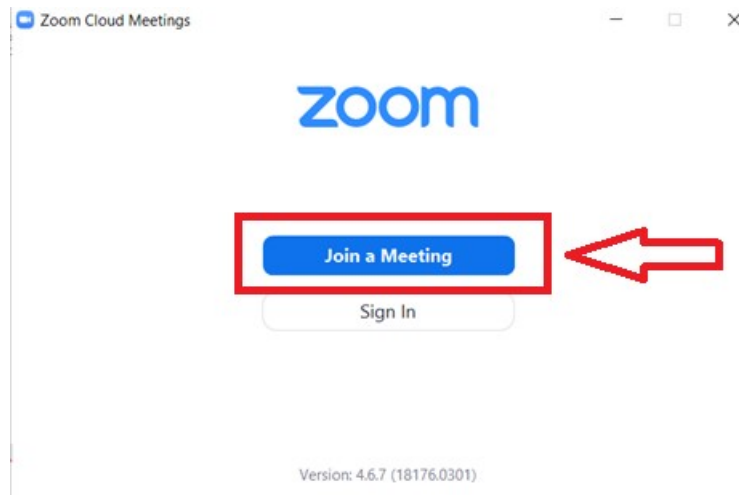 Zoom Cloud Meetings
zoom
Join a Meeting
Sign In
Version: 4.6.7 (18176.0301)